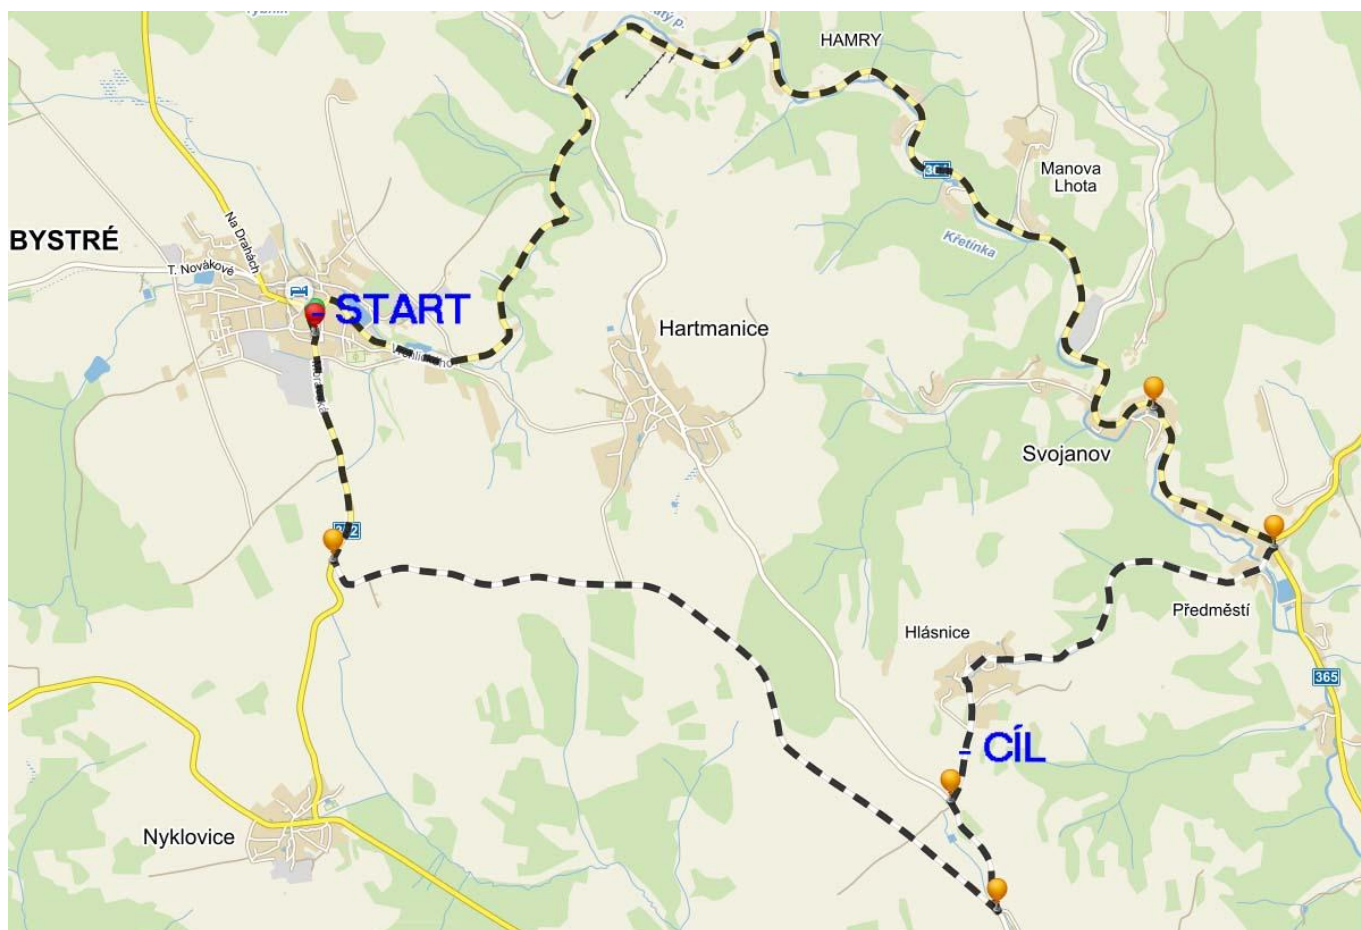 HAMRY
Manova
Lhota
Křetínka
BYSTRÉ
Na Drahách
T. Novákové
- START
Hartmanice
Svojanov
Předměstí
Hlásnice
365
- CÍL
Nyklovice